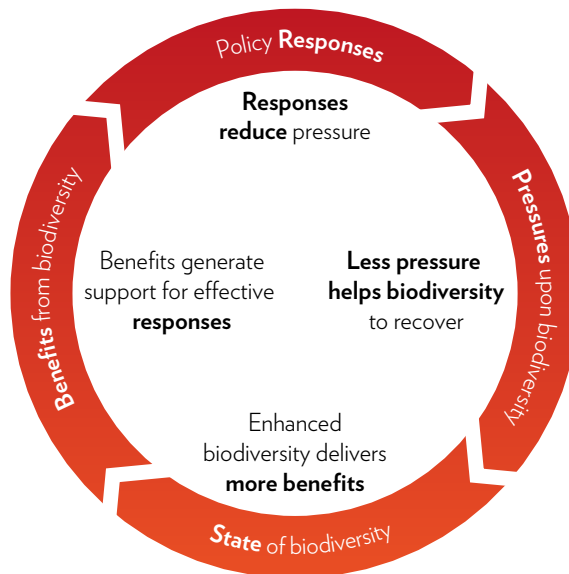 Policy Responses
Responses
reduce pressure
Pressures upon biodiversity
Less pressure
helps biodiversity
to recover
Benefits from biodiversity
Benefits generate
support for effective
responses
Enhanced
biodiversity delivers
more benefits
State of biodiversity